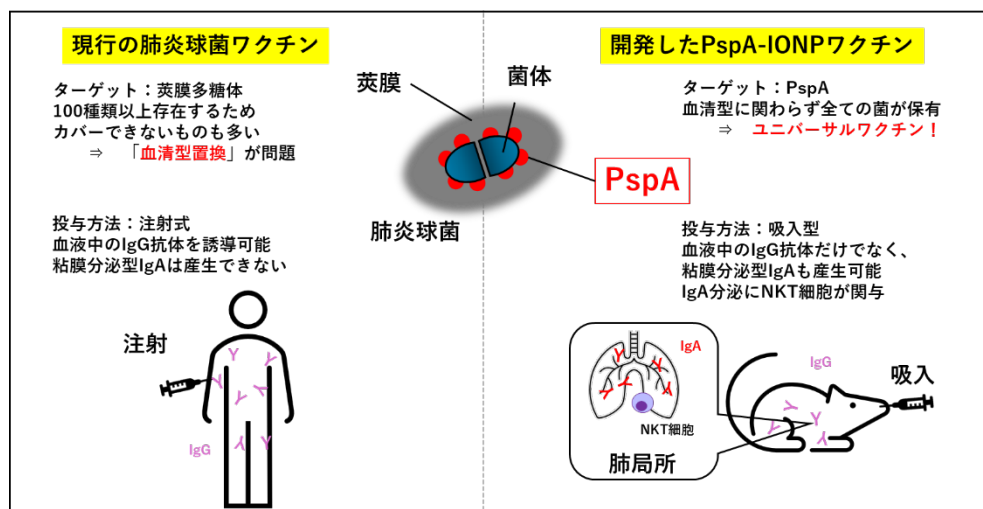 現行の肺炎球菌ワクチン
ターゲット：莢膜多糖体
100種類以上存在するため
カバーできないものも多い
⇒ 「血清型置換」が問題
投与方法：注射式
血液中のIgG抗体を誘導可能
粘膜分泌型IgAは産生できない
注射
IgG
莢膜
菌体
PspA
肺炎球菌
開発したPspA-IONPワクチン
ターゲット：PspA
血清型に関わらず全ての菌が保有
⇒ ユニバーサルワクチン！
投与方法：吸入型
血液中のIgG抗体だけでなく、
粘膜分泌型IgAも産生可能
IgA分泌にNKT細胞が関与
IgA
NKT細胞
肺局所
IgG
吸入